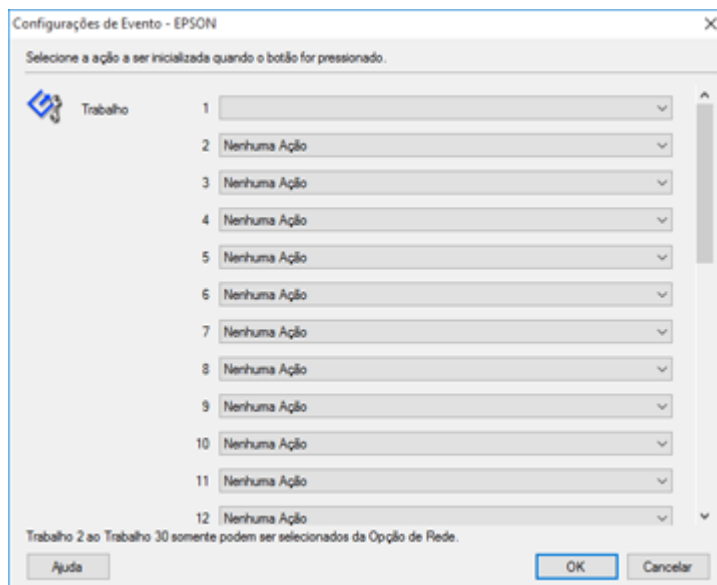 Configurações de Evento - EPSON
Selecione a ação a ser inicializada quando o botão for pressionado.
Trabalho 1
2 Nenhuma Ação
3 Nenhuma Ação
4 Nenhuma Ação
5 Nenhuma Ação
6 Nenhuma Ação
7 Nenhuma Ação
8 Nenhuma Ação
9 Nenhuma Ação
10 Nenhuma Ação
11 Nenhuma Ação
12 Nenhuma Ação
Trabalho 2 ao Trabalho 30 somente podem ser selecionados da Opção de Rede.
Ajuda OK Cancelar